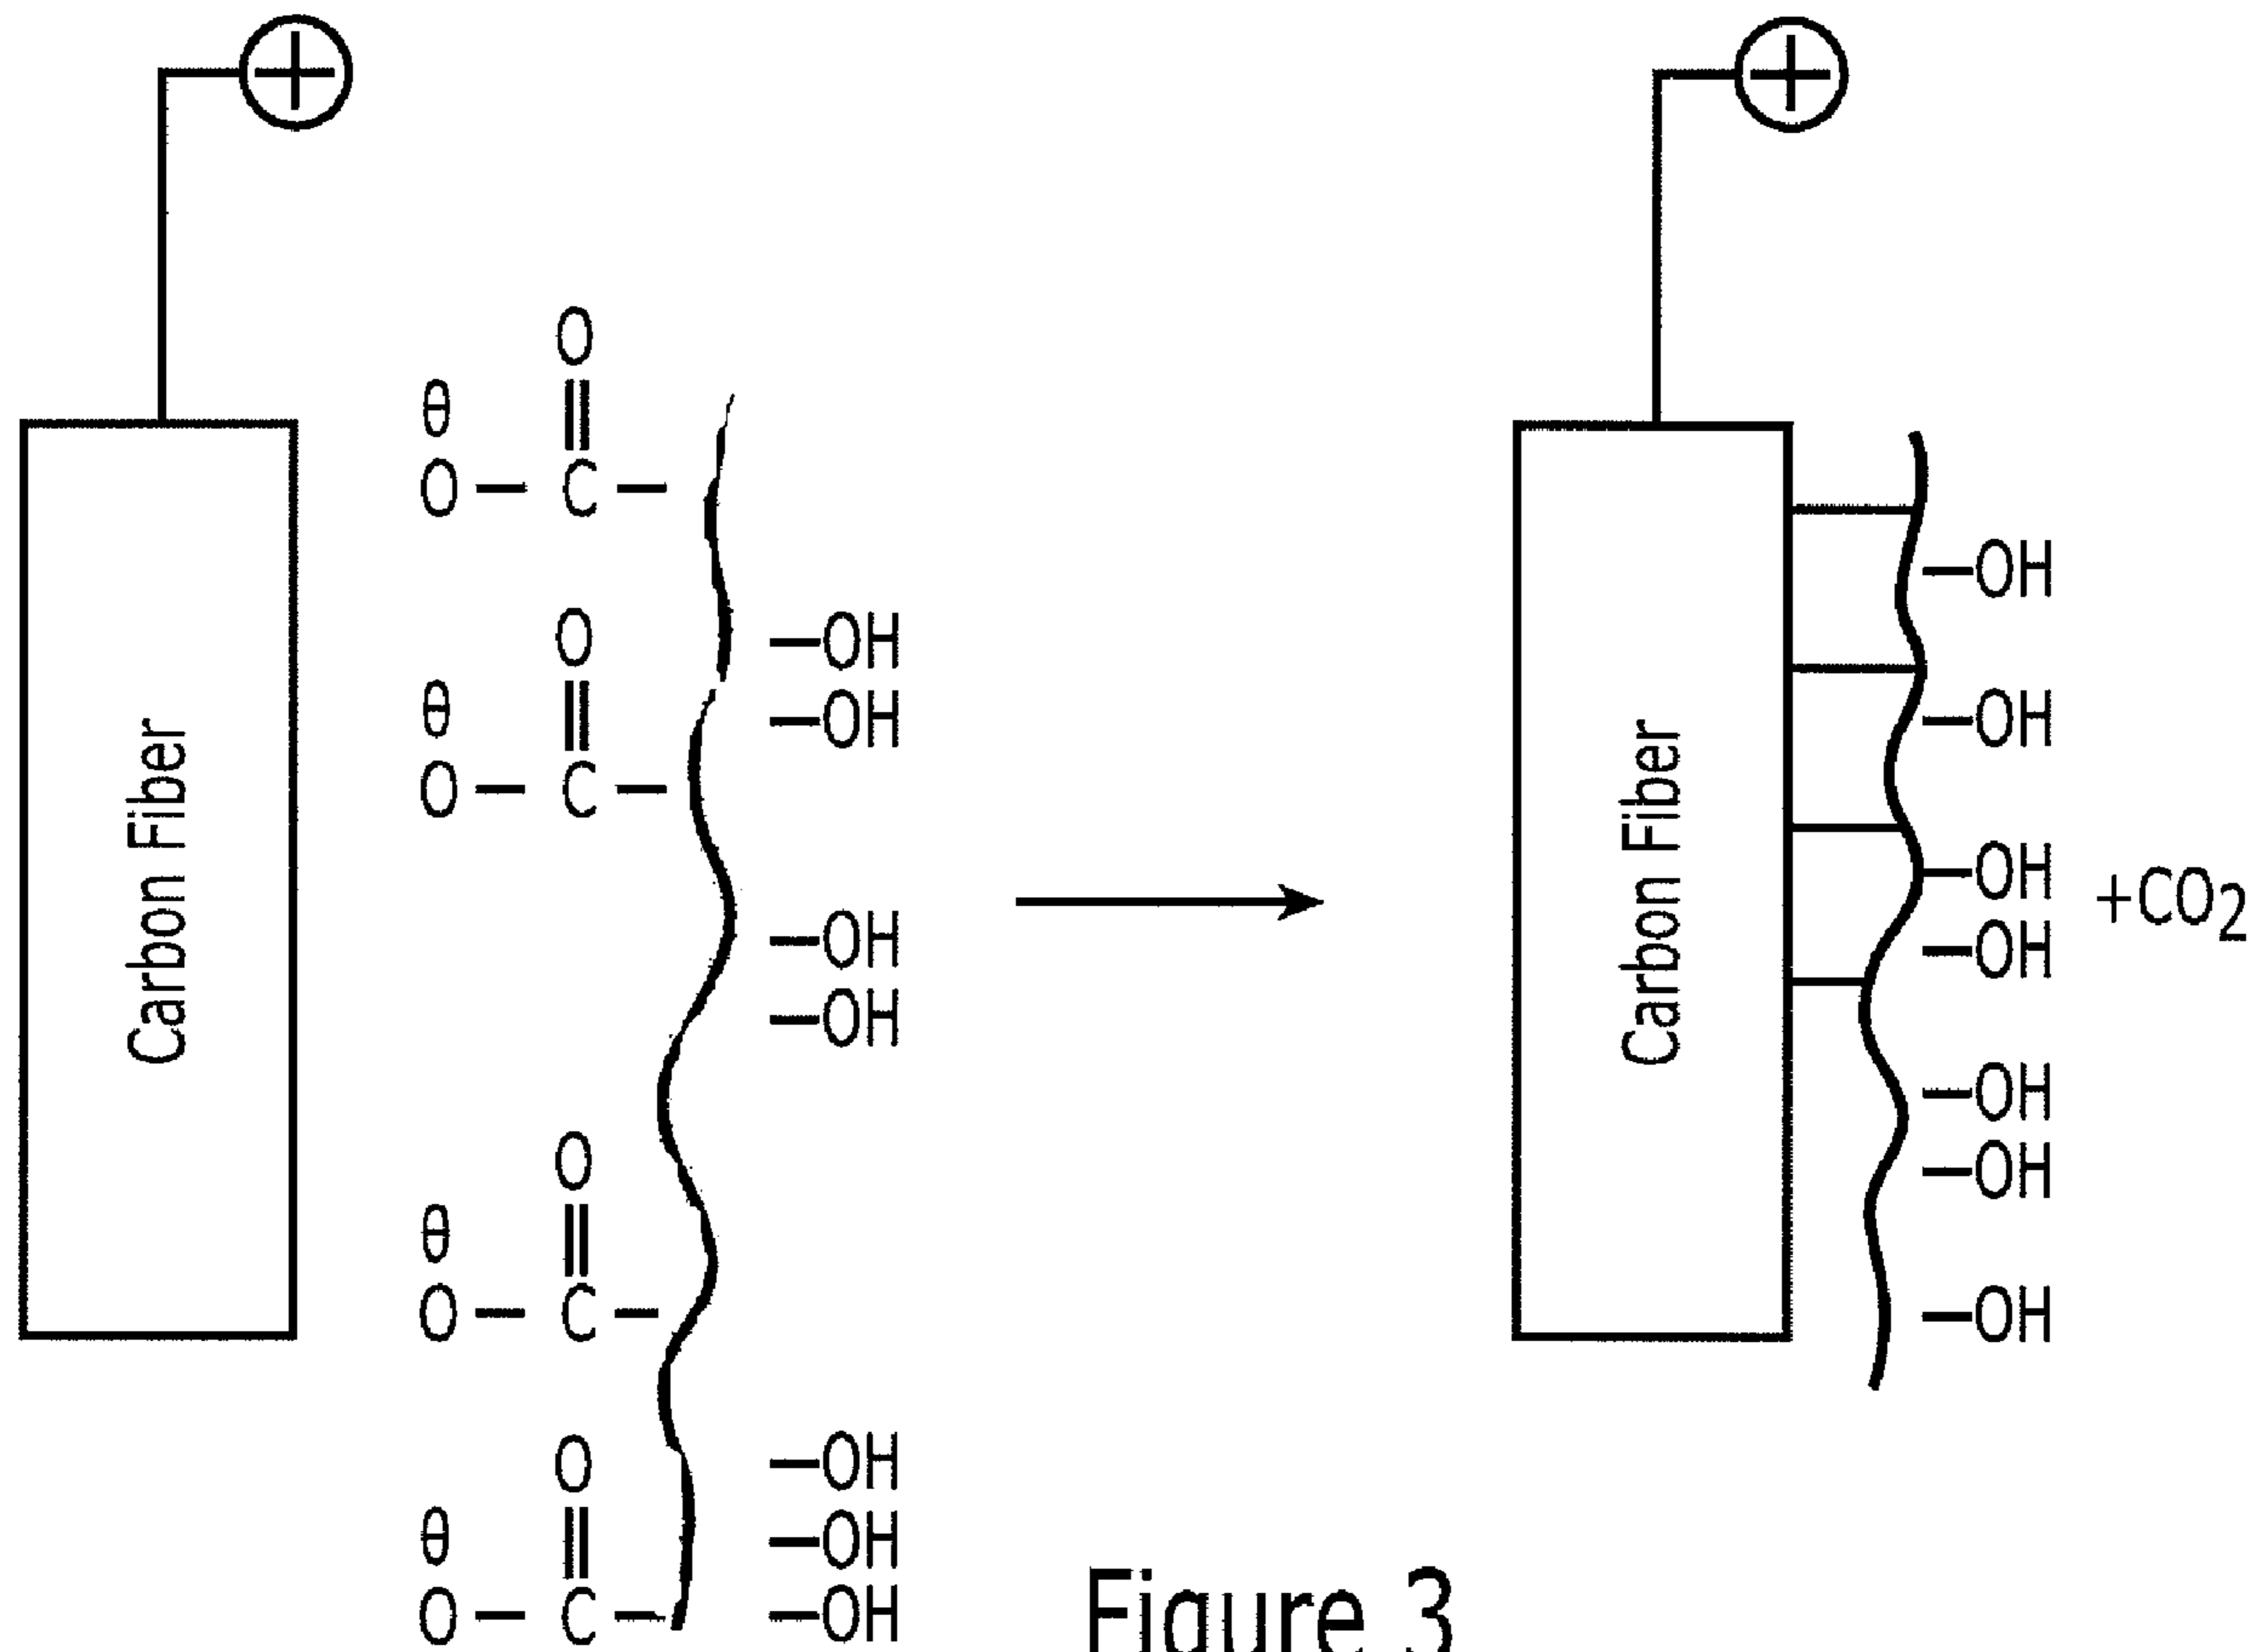 O
θ
O – C –
O
–OH
θ
–OH
O – C –
–OH
–OH
O
θ
O – C –
O
–OH
θ
–OH
O – C –
–OH
Carbon Fiber
Carbon Fiber
–OH
–OH
–OH
–OH
–OH
–OH
–OH
+CO₂
Figure 3